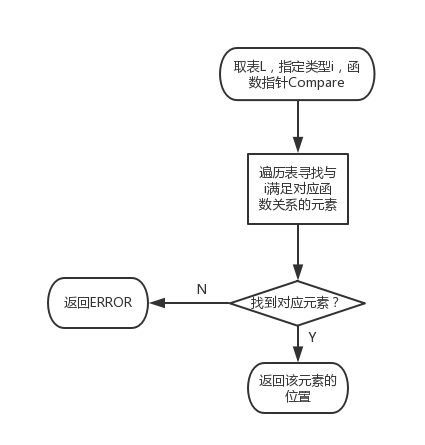 取表L，指定类型i，函
数指针Compare
遍历表寻找与
i满足对应函
数关系的元素
找到对应元素？
N
返回ERROR
Y
返回该元素的
位置